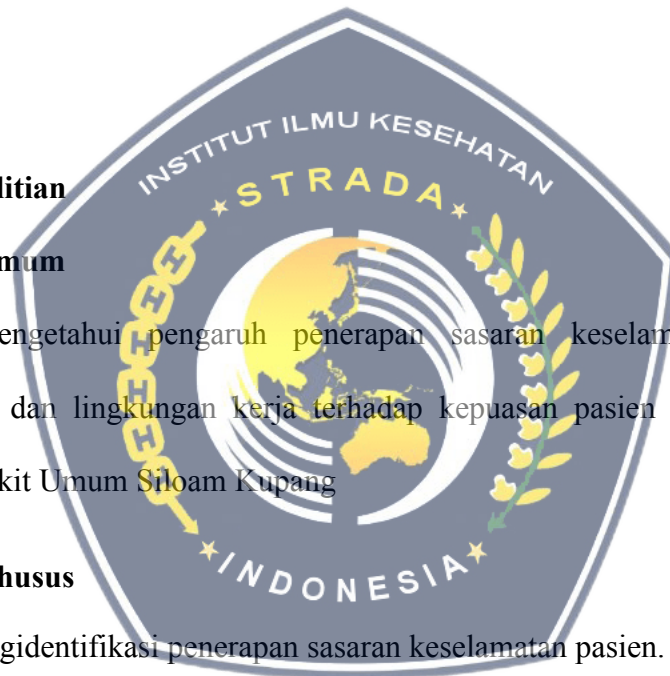 INSTITUT ILMU KESEHATAN
STRADA
litian
mum
engetahui pengaruh penerapan sasaran keselam
dan lingkungan kerja terhadap kepuasan pasien
kit Umum Siloam Kupang
INDONESIA
husus
gidentifikasi penerapan sasaran keselamatan pasien.